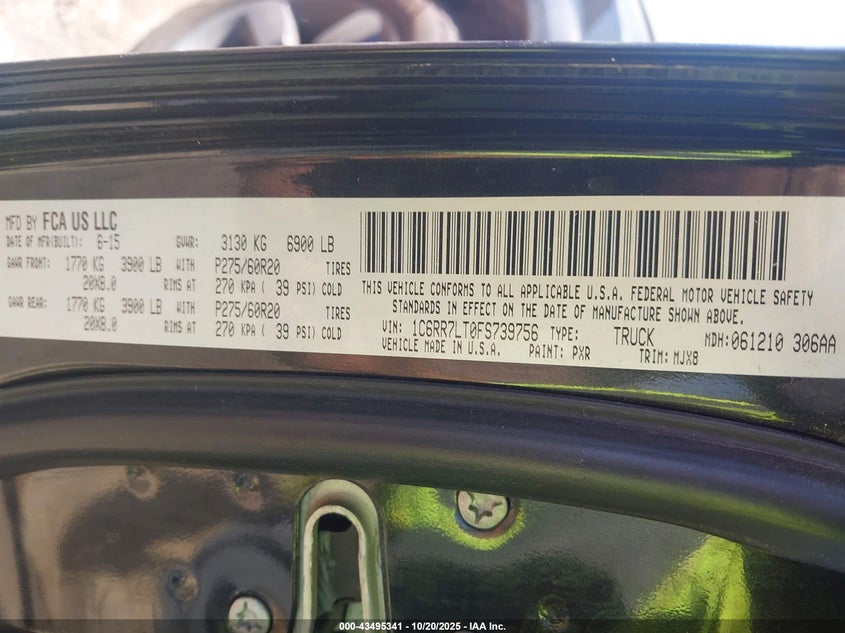 MFD BY FCA US LLC
DATE OF MFR(BUILT): 6-15 GVWR: 3130 KG 6900 LB
GAWR FRONT: 1770 KG 3900 LB WITH P275/60R20 TIRES
20X8.0 RIMS AT 270 KPA ( 39 PSI) COLD
GAWR REAR: 1770 KG 3900 LB WITH P275/60R20 TIRES
20X8.0 RIMS AT 270 KPA ( 39 PSI) COLD
THIS VEHICLE CONFORMS TO ALL APPLICABLE U.S.A. FEDERAL MOTOR VEHICLE SAFETY
STANDARDS IN EFFECT ON THE DATE OF MANUFACTURE SHOWN ABOVE.
VIN: 1C6RR7LT0FS739756 TYPE: TRUCK MDH: 061210 306AA
VEHICLE MADE IN U.S.A. PAINT: PXR TRIM: MJX8
000-43495341 - 10/20/2025 - IAA Inc.